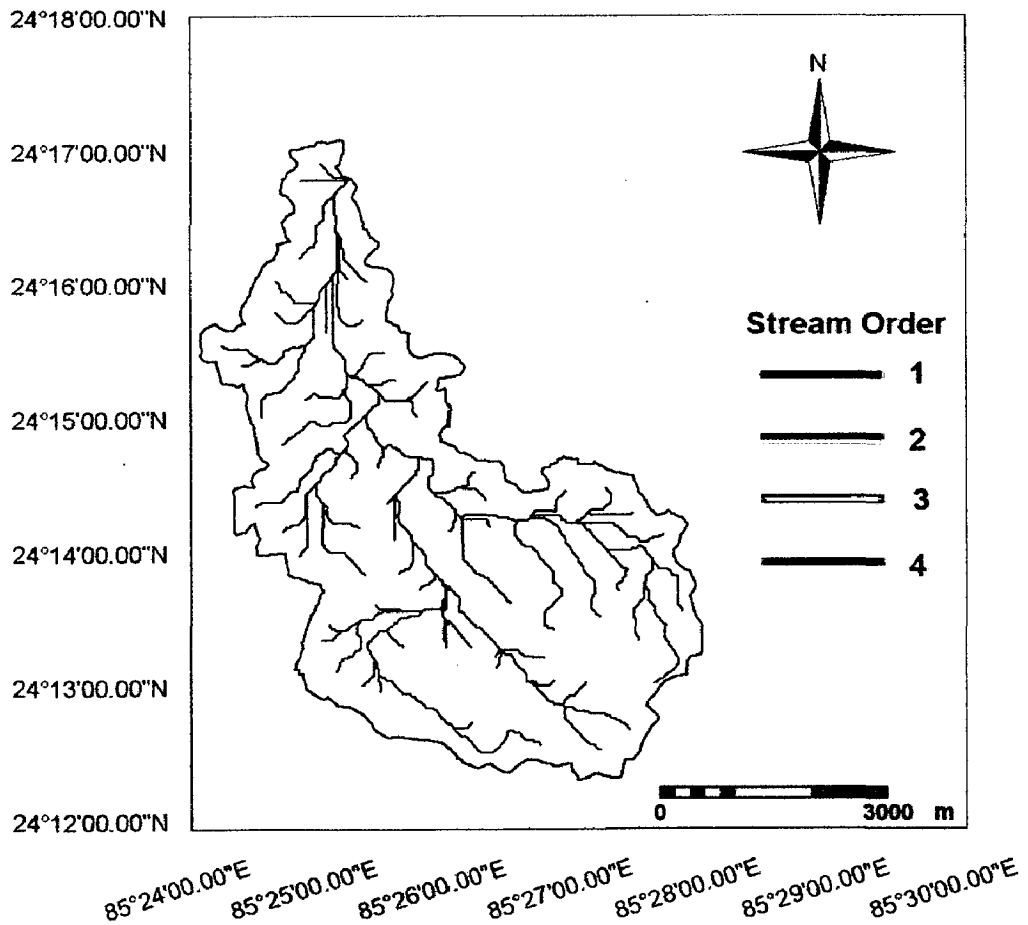 24°18'00.00"N
N
24°17'00.00"N
24°16'00.00"N
Stream Order
1
24°15'00.00"N
2
3
24°14'00.00"N
4
24°13'00.00"N
0 3000 m
24°12'00.00"N
85°24'00.00"E
85°25'00.00"E
85°26'00.00"E
85°27'00.00"E
85°28'00.00"E
85°29'00.00"E
85°30'00.00"E